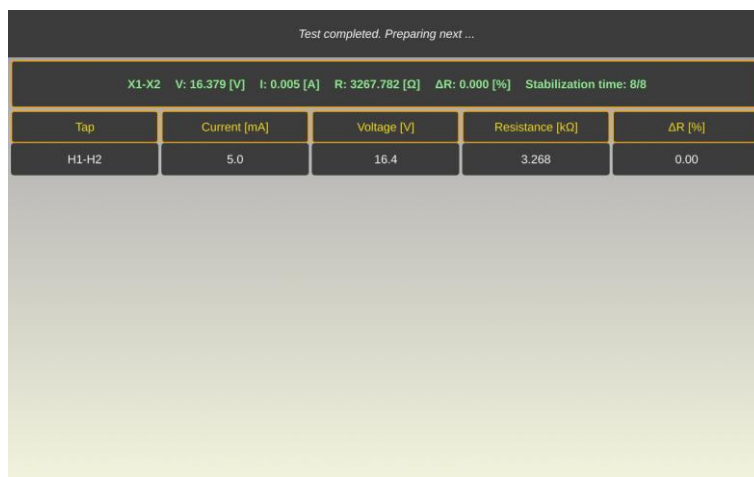 Test completed. Preparing next ...
X1-X2 V: 16.379 [V] I: 0.005 [A] R: 3267.782 [Ω] ΔR: 0.000 [%] Stabilization time: 8/8
Tap Current [mA] Voltage [V] Resistance [kΩ] ΔR [%]
H1-H2 5.0 16.4 3.268 0.00